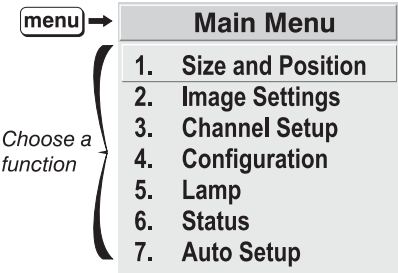 menu
Main Menu
1. Size and Position
2. Image Settings
3. Channel Setup
4. Configuration
5. Lamp
6. Status
7. Auto Setup
Choose a
function